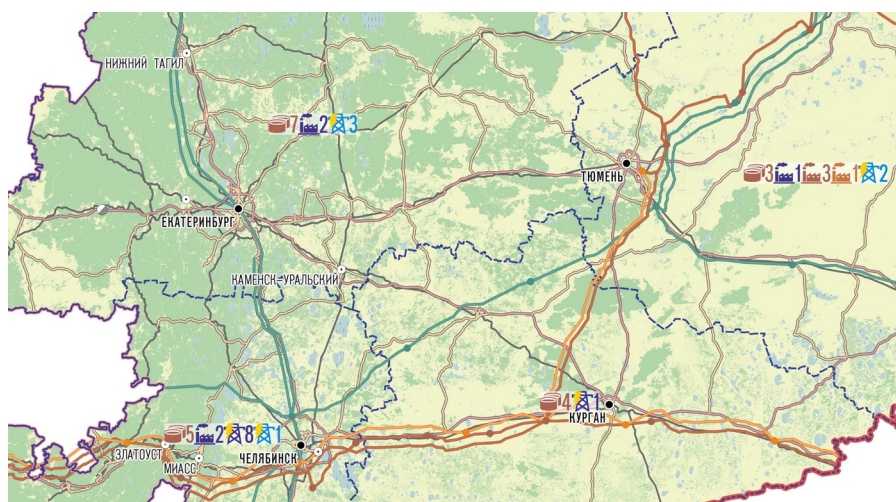 НИЖНИЙ ТАГИЛ
7 2 3
ТЮМЕНЬ
3 1 3 1 2
ЕКАТЕРИНБУРГ
КАМЕНСК-УРАЛЬСКИЙ
4 1
КУРГАН
5 2 8 1
ЗЛАТОУСТ
ЧЕЛЯБИНСК
МИАСС